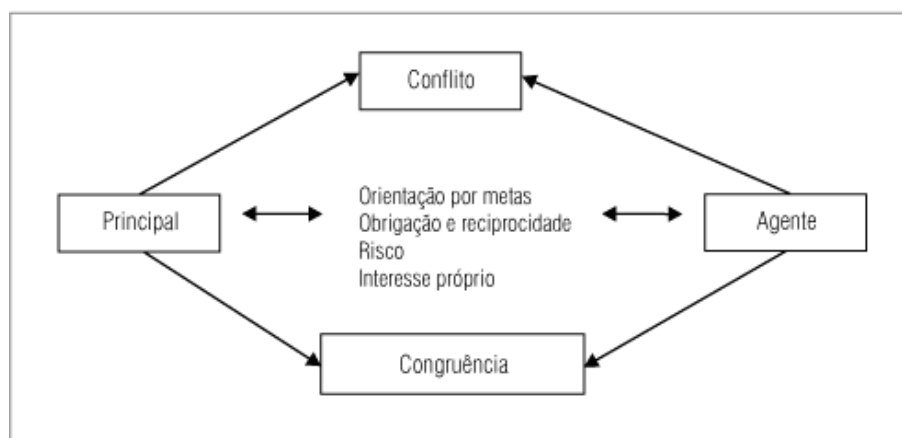 Conflito
Principal
Orientação por metas
Obrigação e reciprocidade
Risco
Interesse próprio
Agente
Congruência